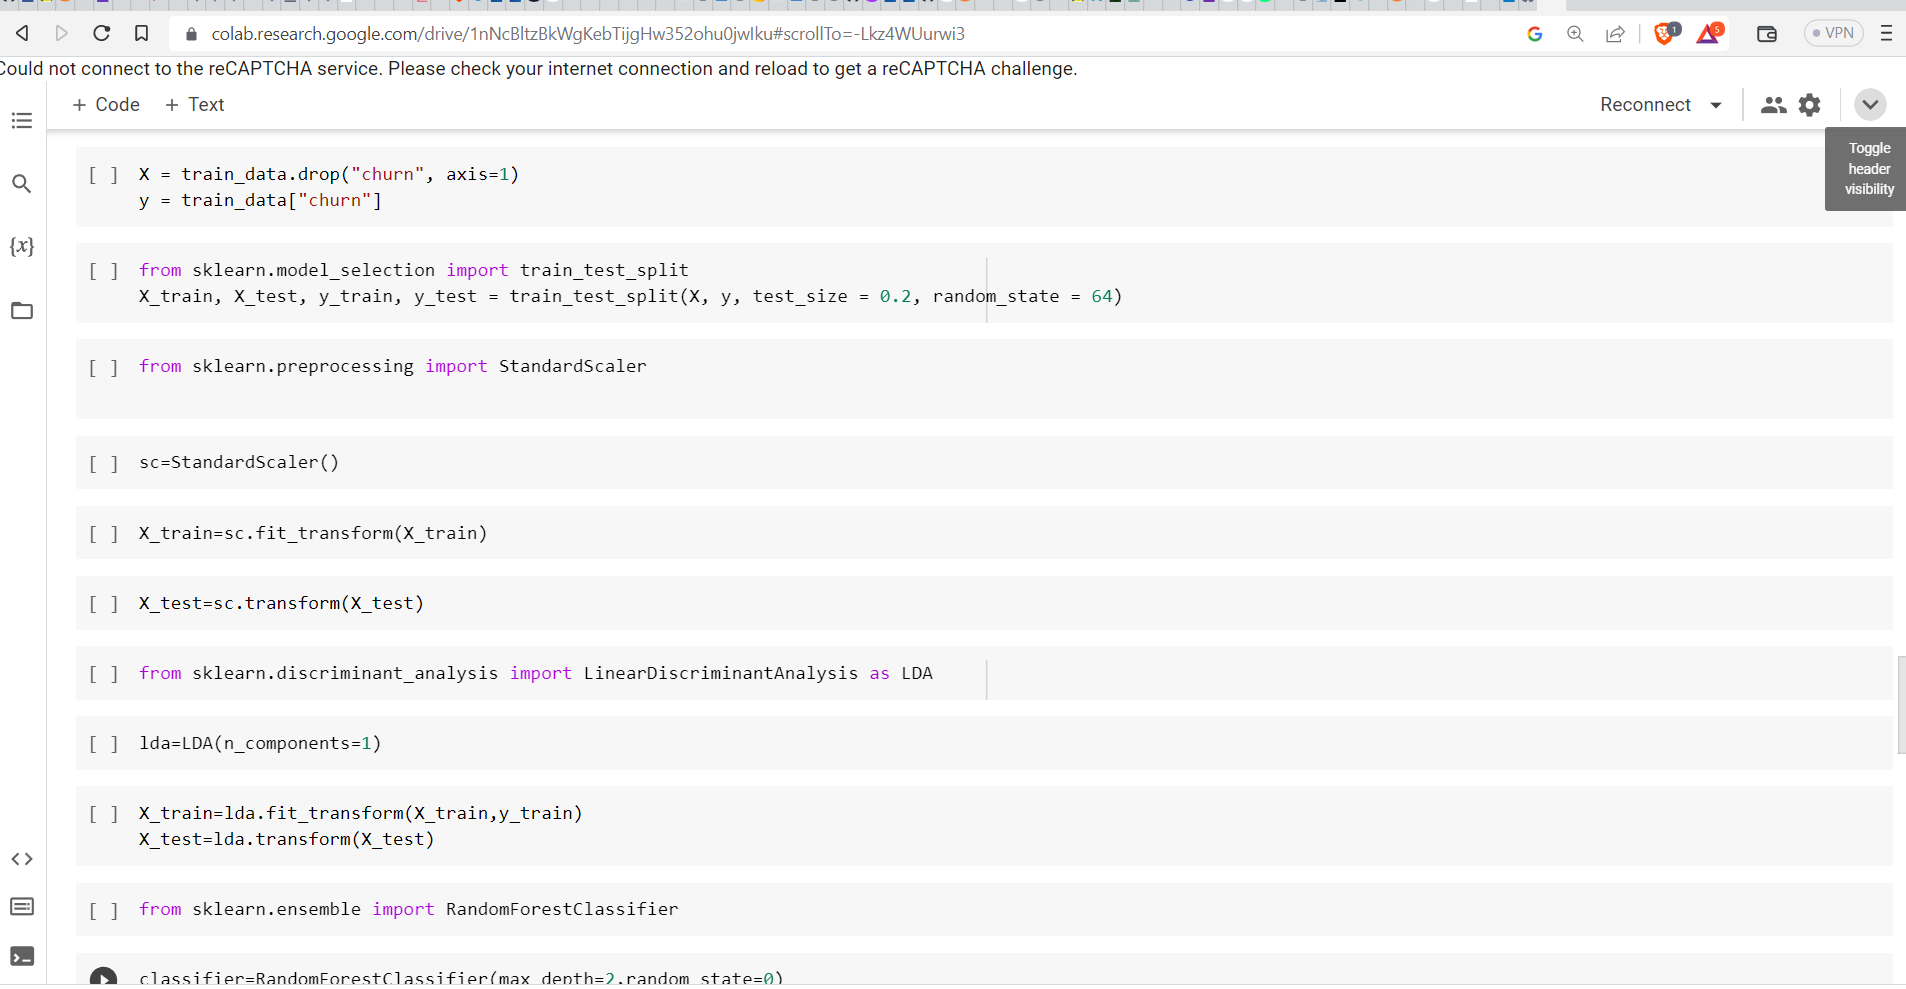 colab.research.google.com/drive/1nNcBltzBkWgKebTijgHw352ohu0jwIku#scrollTo=-Lkz4WUurwi3
1
5
VPN
Could not connect to the reCAPTCHA service. Please check your internet connection and reload to get a reCAPTCHA challenge.
+ Code + Text
Reconnect
Toggle
header
visibility
[ ] X = train_data.drop("churn", axis=1)
y = train_data["churn"]
{x}
[ ] from sklearn.model_selection import train_test_split
X_train, X_test, y_train, y_test = train_test_split(X, y, test_size = 0.2, random_state = 64)
[ ] from sklearn.preprocessing import StandardScaler
[ ] sc=StandardScaler()
[ ] X_train=sc.fit_transform(X_train)
[ ] X_test=sc.transform(X_test)
[ ] from sklearn.discriminant_analysis import LinearDiscriminantAnalysis as LDA
[ ] lda=LDA(n_components=1)
[ ] X_train=lda.fit_transform(X_train,y_train)
X_test=lda.transform(X_test)
[ ] from sklearn.ensemble import RandomForestClassifier
classifier=RandomForestClassifier(max_depth=2,random_state=0)